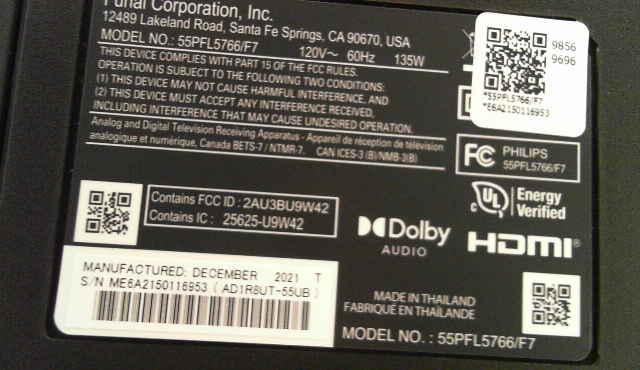 Funai Corporation, Inc.
12489 Lakeland Road, Santa Fe Springs, CA 90670, USA
MODEL NO.: 55PFL5766/F7 120V~ 60Hz 135W
THIS DEVICE COMPLIES WITH PART 15 OF THE FCC RULES.
OPERATION IS SUBJECT TO THE FOLLOWING TWO CONDITIONS:
(1) THIS DEVICE MAY NOT CAUSE HARMFUL INTERFERENCE, AND
(2) THIS DEVICE MUST ACCEPT ANY INTERFERENCE RECEIVED,
INCLUDING INTERFERENCE THAT MAY CAUSE UNDESIRED OPERATION.
Analog and Digital Television Receiving Apparatus - Appareil de réception de télévision
analogique et numérique, Canada BETS-7 / NTMR-7. CAN ICES-3 (B)/NMB-3(B)
9856
9696
*55PFL5766/F7
*E6A2150116953
FC PHILIPS
55PFL5766/F7
c UL Energy
Verified
Contains FCC ID : 2AU3BU9W42
Contains IC : 25625-U9W42
Dolby
AUDIO
HDMI®
MANUFACTURED: DECEMBER 2021 T
S/N ME6A2150116953 ( AD1R8UT-55UB )
MADE IN THAILAND
FABRIQUÉ EN THAÏLANDE
MODEL NO. : 55PFL5766/F7